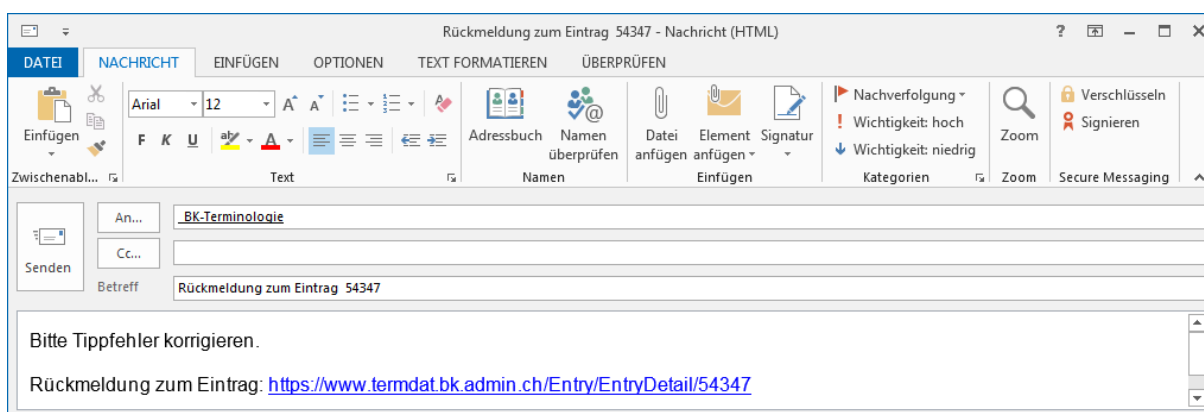 Rückmeldung zum Eintrag 54347 - Nachricht (HTML)
?
DATEI NACHRICHT EINFÜGEN OPTIONEN TEXT FORMATIEREN ÜBERPRÜFEN
Einfügen
Arial 12
F K U
Adressbuch
Namen überprüfen
Datei anfügen
Element anfügen
Signatur
Nachverfolgung
Wichtigkeit: hoch
Wichtigkeit: niedrig
Zoom
Verschlüsseln
Signieren
Zwischenabl... Text Namen Einfügen Kategorien Zoom Secure Messaging
Senden
An... _BK-Terminologie
Cc...
Betreff Rückmeldung zum Eintrag 54347
Bitte Tippfehler korrigieren.
Rückmeldung zum Eintrag: https://www.termdat.bk.admin.ch/Entry/EntryDetail/54347